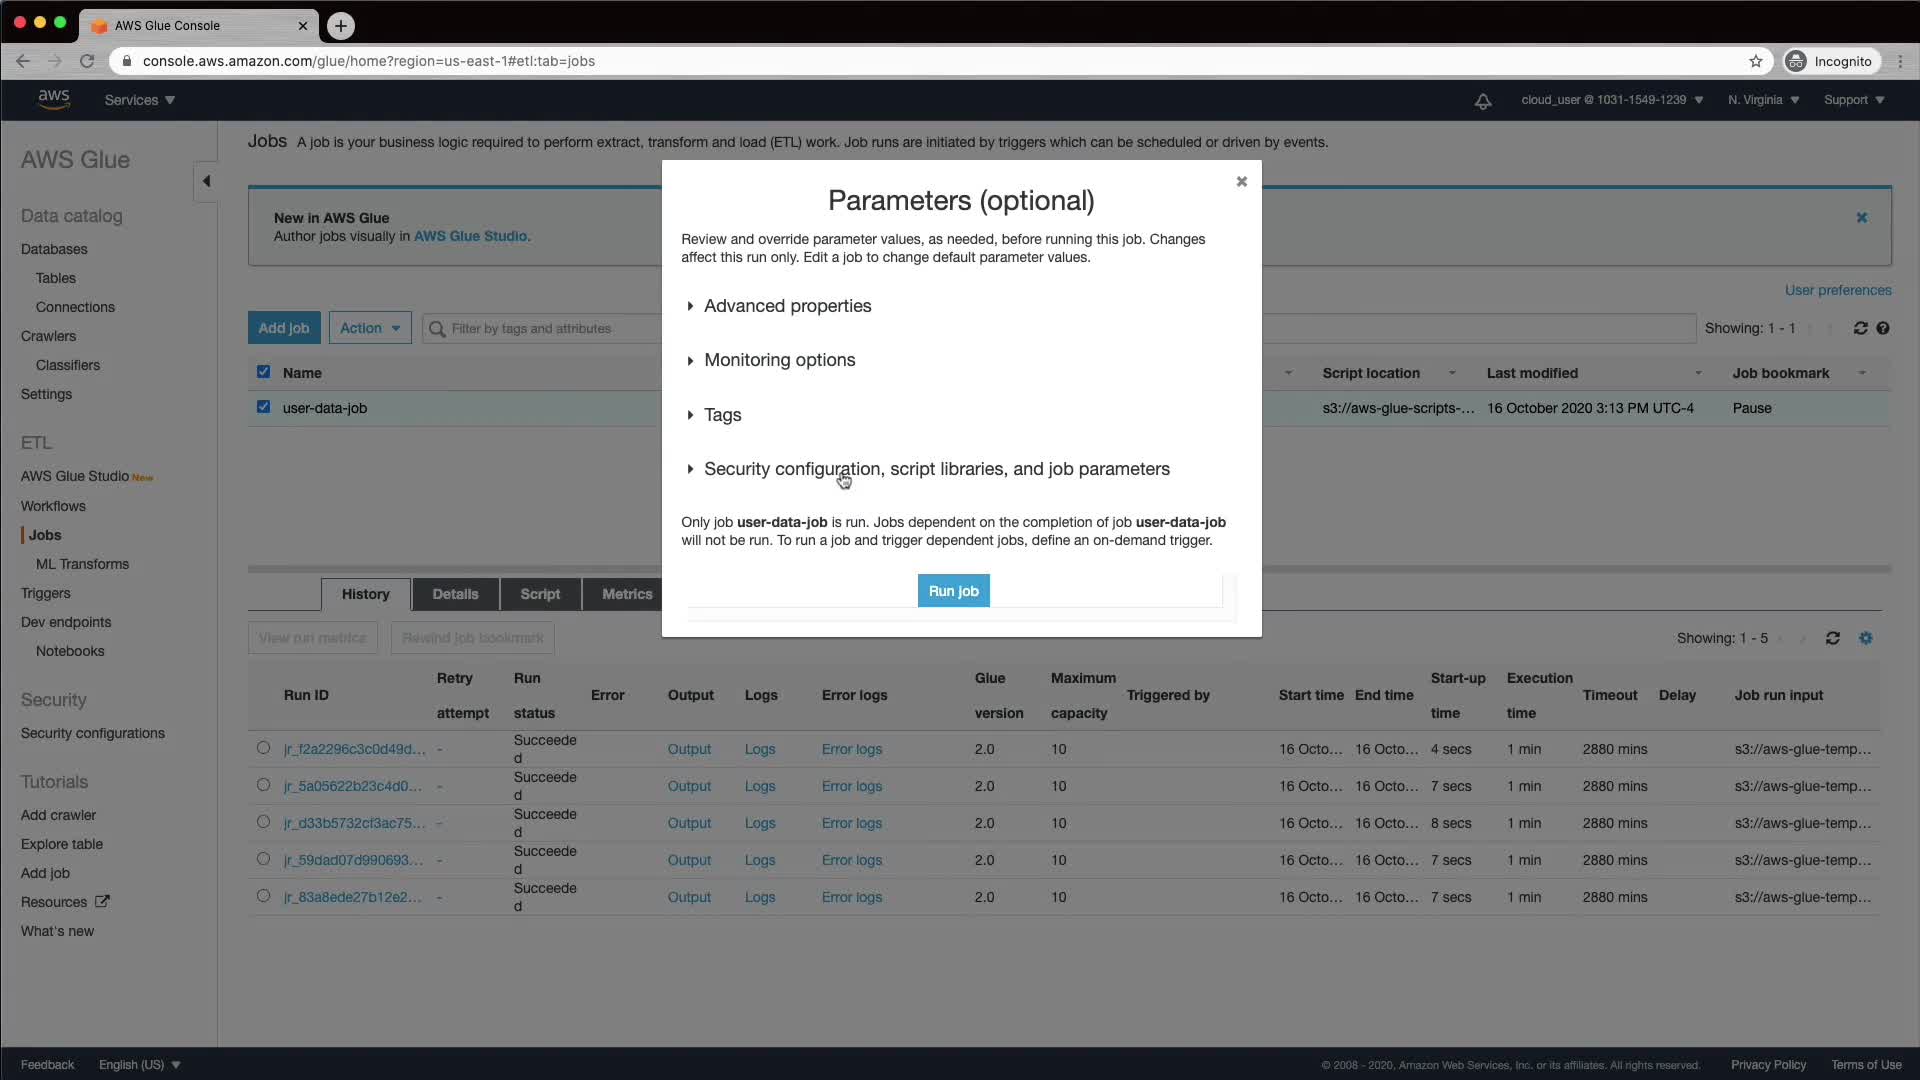 AWS Glue Console
console.aws.amazon.com/glue/home?region=us-east-1#etl:tab=jobs
Incognito
aws
Services
cloud_user @ 1031-1549-1239
N. Virginia
Support
AWS Glue
Data catalog
Databases
Tables
Connections
Crawlers
Classifiers
Settings
ETL
AWS Glue Studio New
Workflows
Jobs
ML Transforms
Triggers
Dev endpoints
Notebooks
Security
Security configurations
Tutorials
Add crawler
Explore table
Add job
Resources
What's new
Jobs A job is your business logic required to perform extract, transform and load (ETL) work. Job runs are initiated by triggers which can be scheduled or driven by events.
New in AWS Glue
Author jobs visually in AWS Glue Studio.
User preferences
Add job
Action
Filter by tags and attributes
Showing: 1 - 1
Name
Script location
Last modified
Job bookmark
user-data-job
s3://aws-glue-scripts-...
16 October 2020 3:13 PM UTC-4
Pause
Parameters (optional)
Review and override parameter values, as needed, before running this job. Changes
affect this run only. Edit a job to change default parameter values.
Advanced properties
Monitoring options
Tags
Security configuration, script libraries, and job parameters
Only job user-data-job is run. Jobs dependent on the completion of job user-data-job
will not be run. To run a job and trigger dependent jobs, define an on-demand trigger.
Run job
History
Details
Script
Metrics
View run metrics
Rewind job bookmark
Showing: 1 - 5
Run ID
Retry attempt
Run status
Error
Output
Logs
Error logs
Glue version
Maximum capacity
Triggered by
Start time
End time
Start-up time
Execution time
Timeout
Delay
Job run input
jr_f2a2296c3c0d49d... - Succeeded Output Logs Error logs 2.0 10 16 Octo... 16 Octo... 4 secs 1 min 2880 mins s3://aws-glue-temp...
jr_5a05622b23c4d0... - Succeeded Output Logs Error logs 2.0 10 16 Octo... 16 Octo... 7 secs 1 min 2880 mins s3://aws-glue-temp...
jr_d33b5732cf3ac75... - Succeeded Output Logs Error logs 2.0 10 16 Octo... 16 Octo... 8 secs 1 min 2880 mins s3://aws-glue-temp...
jr_59dad07d990693... - Succeeded Output Logs Error logs 2.0 10 16 Octo... 16 Octo... 7 secs 1 min 2880 mins s3://aws-glue-temp...
jr_83a8ede27b12e2... - Succeeded Output Logs Error logs 2.0 10 16 Octo... 16 Octo... 7 secs 1 min 2880 mins s3://aws-glue-temp...
Feedback
English (US)
© 2008 - 2020, Amazon Web Services, Inc. or its affiliates. All rights reserved.
Privacy Policy
Terms of Use